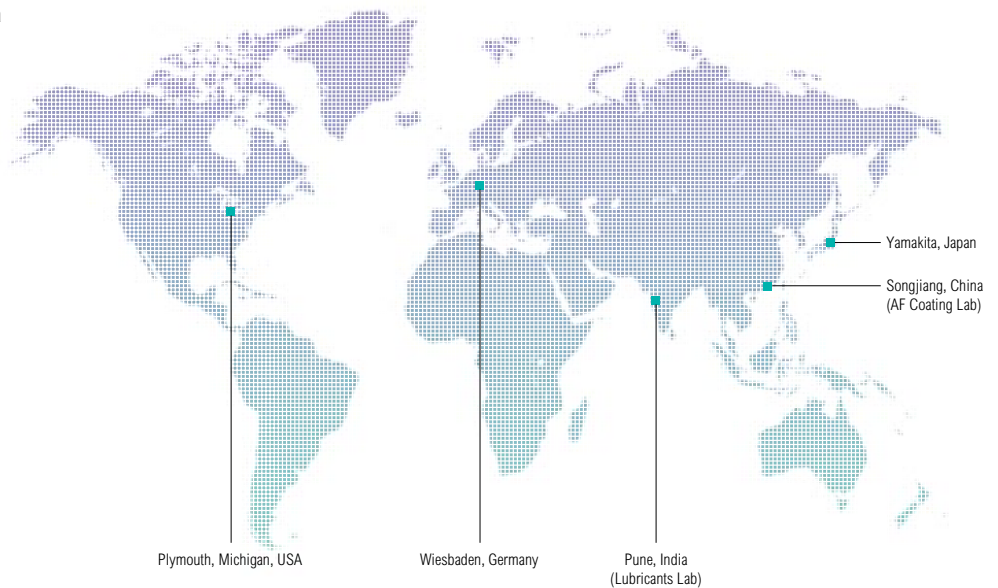 Yamakita, Japan
Songjiang, China
(AF Coating Lab)
Plymouth, Michigan, USA
Wiesbaden, Germany
Pune, India
(Lubricants Lab)